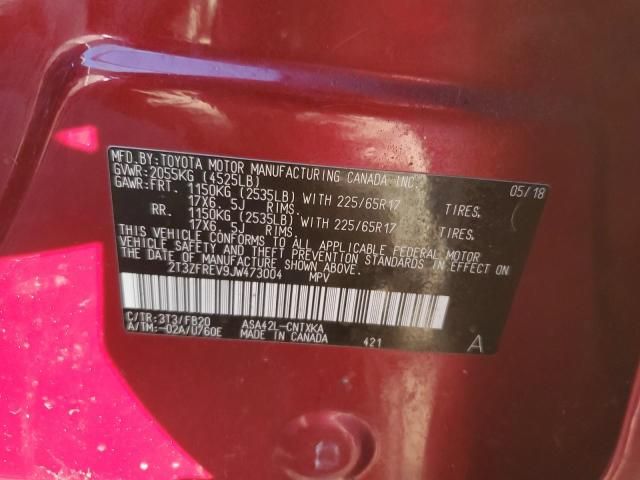 MFD.BY:TOYOTA MOTOR MANUFACTURING CANADA INC. 05/18
GVWR:2055KG (4525LB)
GAWR:FRT. 1150KG (2535LB) WITH 225/65R17 TIRES,
17X6. 5J RIMS.
RR. 1150KG (2535LB) WITH 225/65R17 TIRES,
17X6. 5J RIMS.
THIS VEHICLE CONFORMS TO ALL APPLICABLE FEDERAL MOTOR
VEHICLE SAFETY AND THEFT PREVENTION STANDARDS IN EFFECT ON
THE DATE OF MANUFACTURE SHOWN ABOVE.
2T3ZFREV9JW473004 MPV
C/TR:3T3/FB20 ASA42L-CNTXKA
A/TM:-02A/U760E MADE IN CANADA 421 A